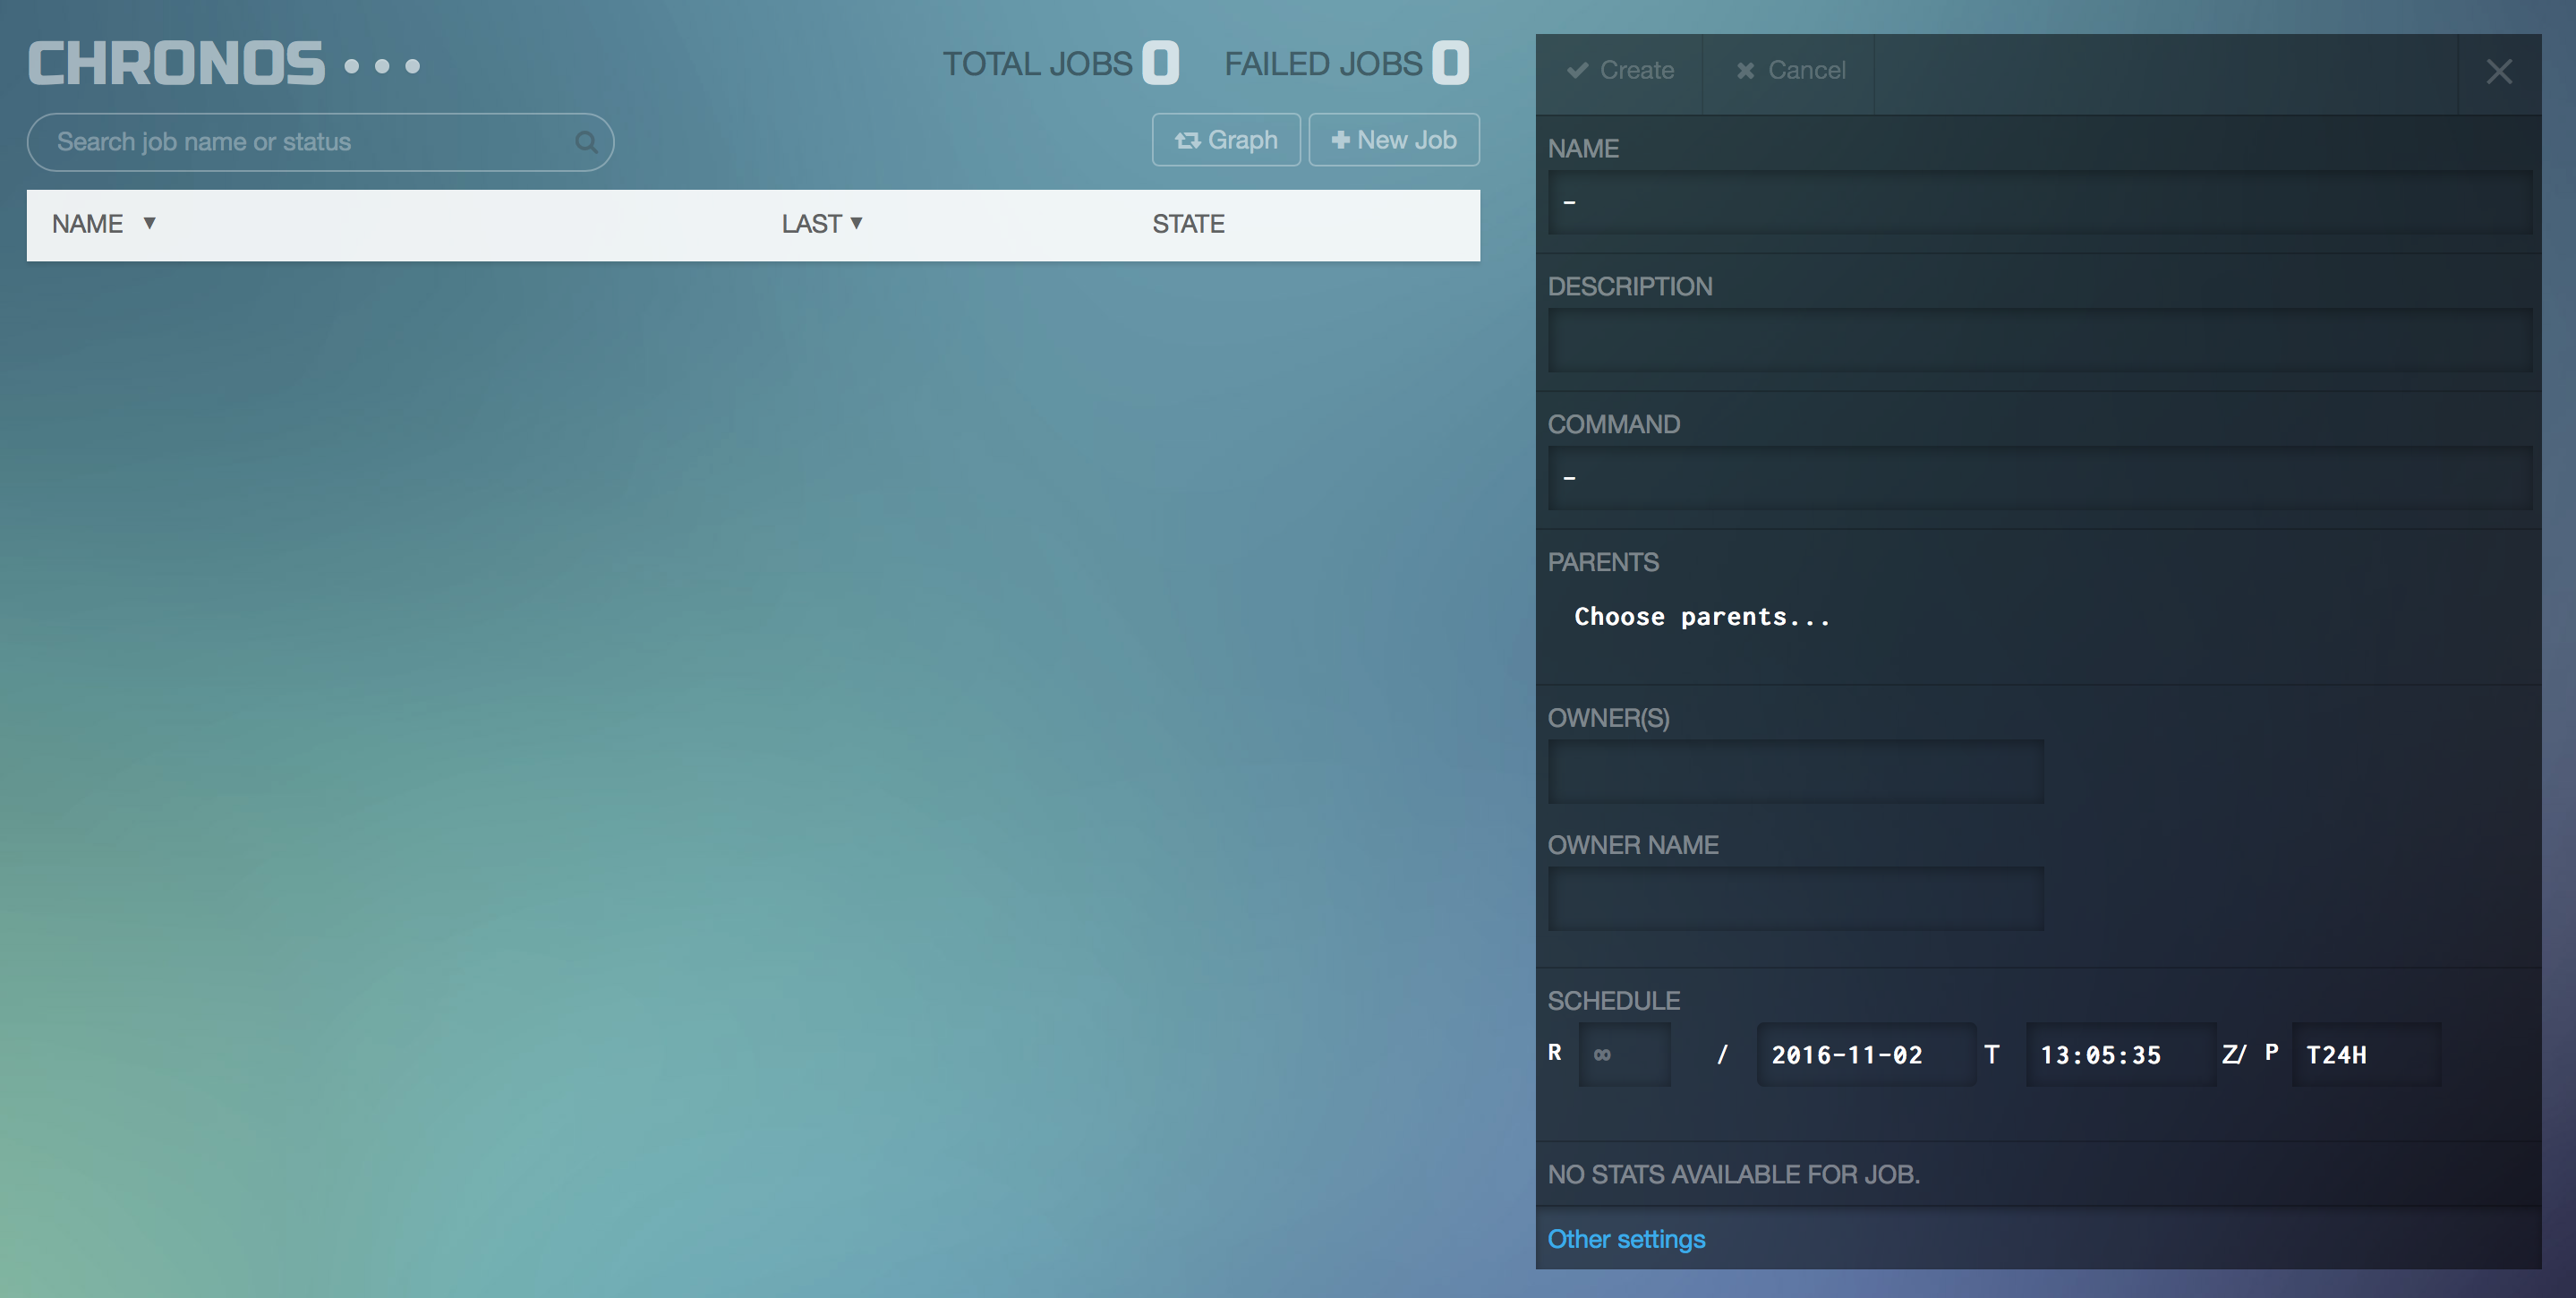 CHRONOS
TOTAL JOBS 0 FAILED JOBS 0
Search job name or status
Graph
New Job
NAME ▼ LAST ▼ STATE
Create
Cancel
NAME
-
DESCRIPTION
COMMAND
-
PARENTS
Choose parents...
OWNER(S)
OWNER NAME
SCHEDULE
R ∞ / 2016-11-02 T 13:05:35 Z/ P T24H
NO STATS AVAILABLE FOR JOB.
Other settings